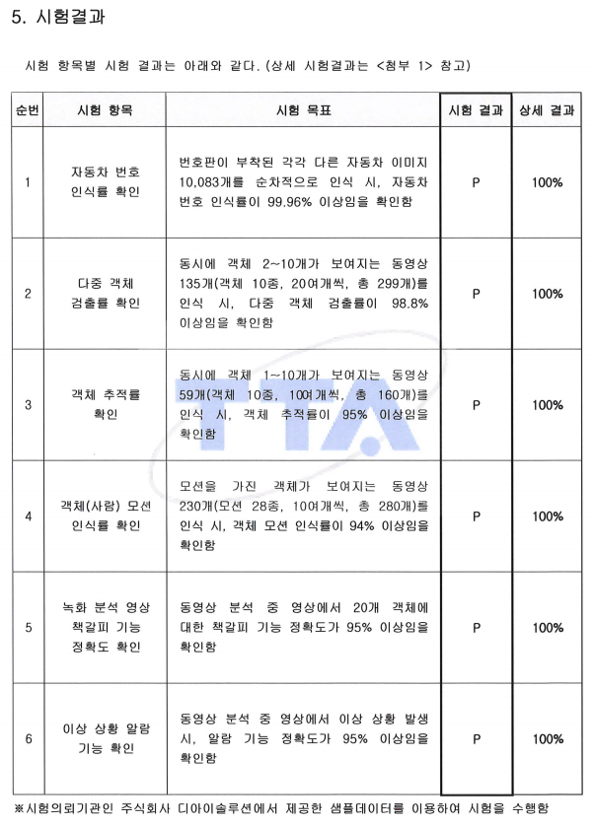 5. 시험결과
시험 항목별 시험 결과는 아래와 같다.(상세 시험결과는 <첨부 1> 참고)
순번 시험 항목 시험 목표 시험 결과 상세 결과
1 자동차 번호 인식률 확인 번호판이 부착된 각각 다른 자동차 이미지
10,083개를 순차적으로 인식 시, 자동차
번호 인식률이 99.96% 이상임을 확인함 P 100%
2 다중 객체 검출률 확인 동시에 객체 2~10개가 보여지는 동영상
135개(객체 10종, 20여개씩, 총 299개)를
인식 시, 다중 객체 검출률이 98.8%
이상임을 확인함 P 100%
3 객체 추적률 확인 동시에 객체 1~10개가 보여지는 동영상
59개(객체 10종, 10여개씩, 총 160개)를
인식 시, 객체 추적률이 95% 이상임을
확인함 P 100%
TTA
4 객체(사람) 모션 인식률 확인 모션을 가진 객체가 보여지는 동영상
230개(모션 28종, 10여개씩, 총 280개)를
인식 시, 객체 모션 인식률이 94% 이상임을
확인함 P 100%
5 녹화 분석 영상 책갈피 기능 정확도 확인 동영상 분석 중 영상에서 20개 객체에
대한 책갈피 기능 정확도가 95% 이상임을
확인함 P 100%
6 이상 상황 알람 기능 확인 동영상 분석 중 영상에서 이상 상황 발생
시, 알람 기능 정확도가 95% 이상임을
확인함 P 100%
※시험의뢰기관인 주식회사 디아이솔루션에서 제공한 샘플데이터를 이용하여 시험을 수행함